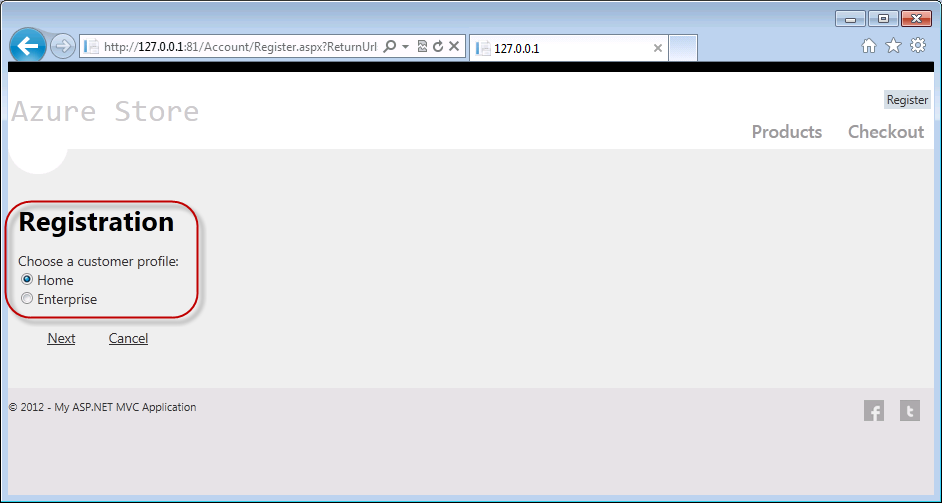 http://127.0.0.1:81/Account/Register.aspx?ReturnUrl
127.0.0.1
Register
Azure Store
Products Checkout
Registration
Choose a customer profile:
Home
Enterprise
Next Cancel
© 2012 - My ASP.NET MVC Application